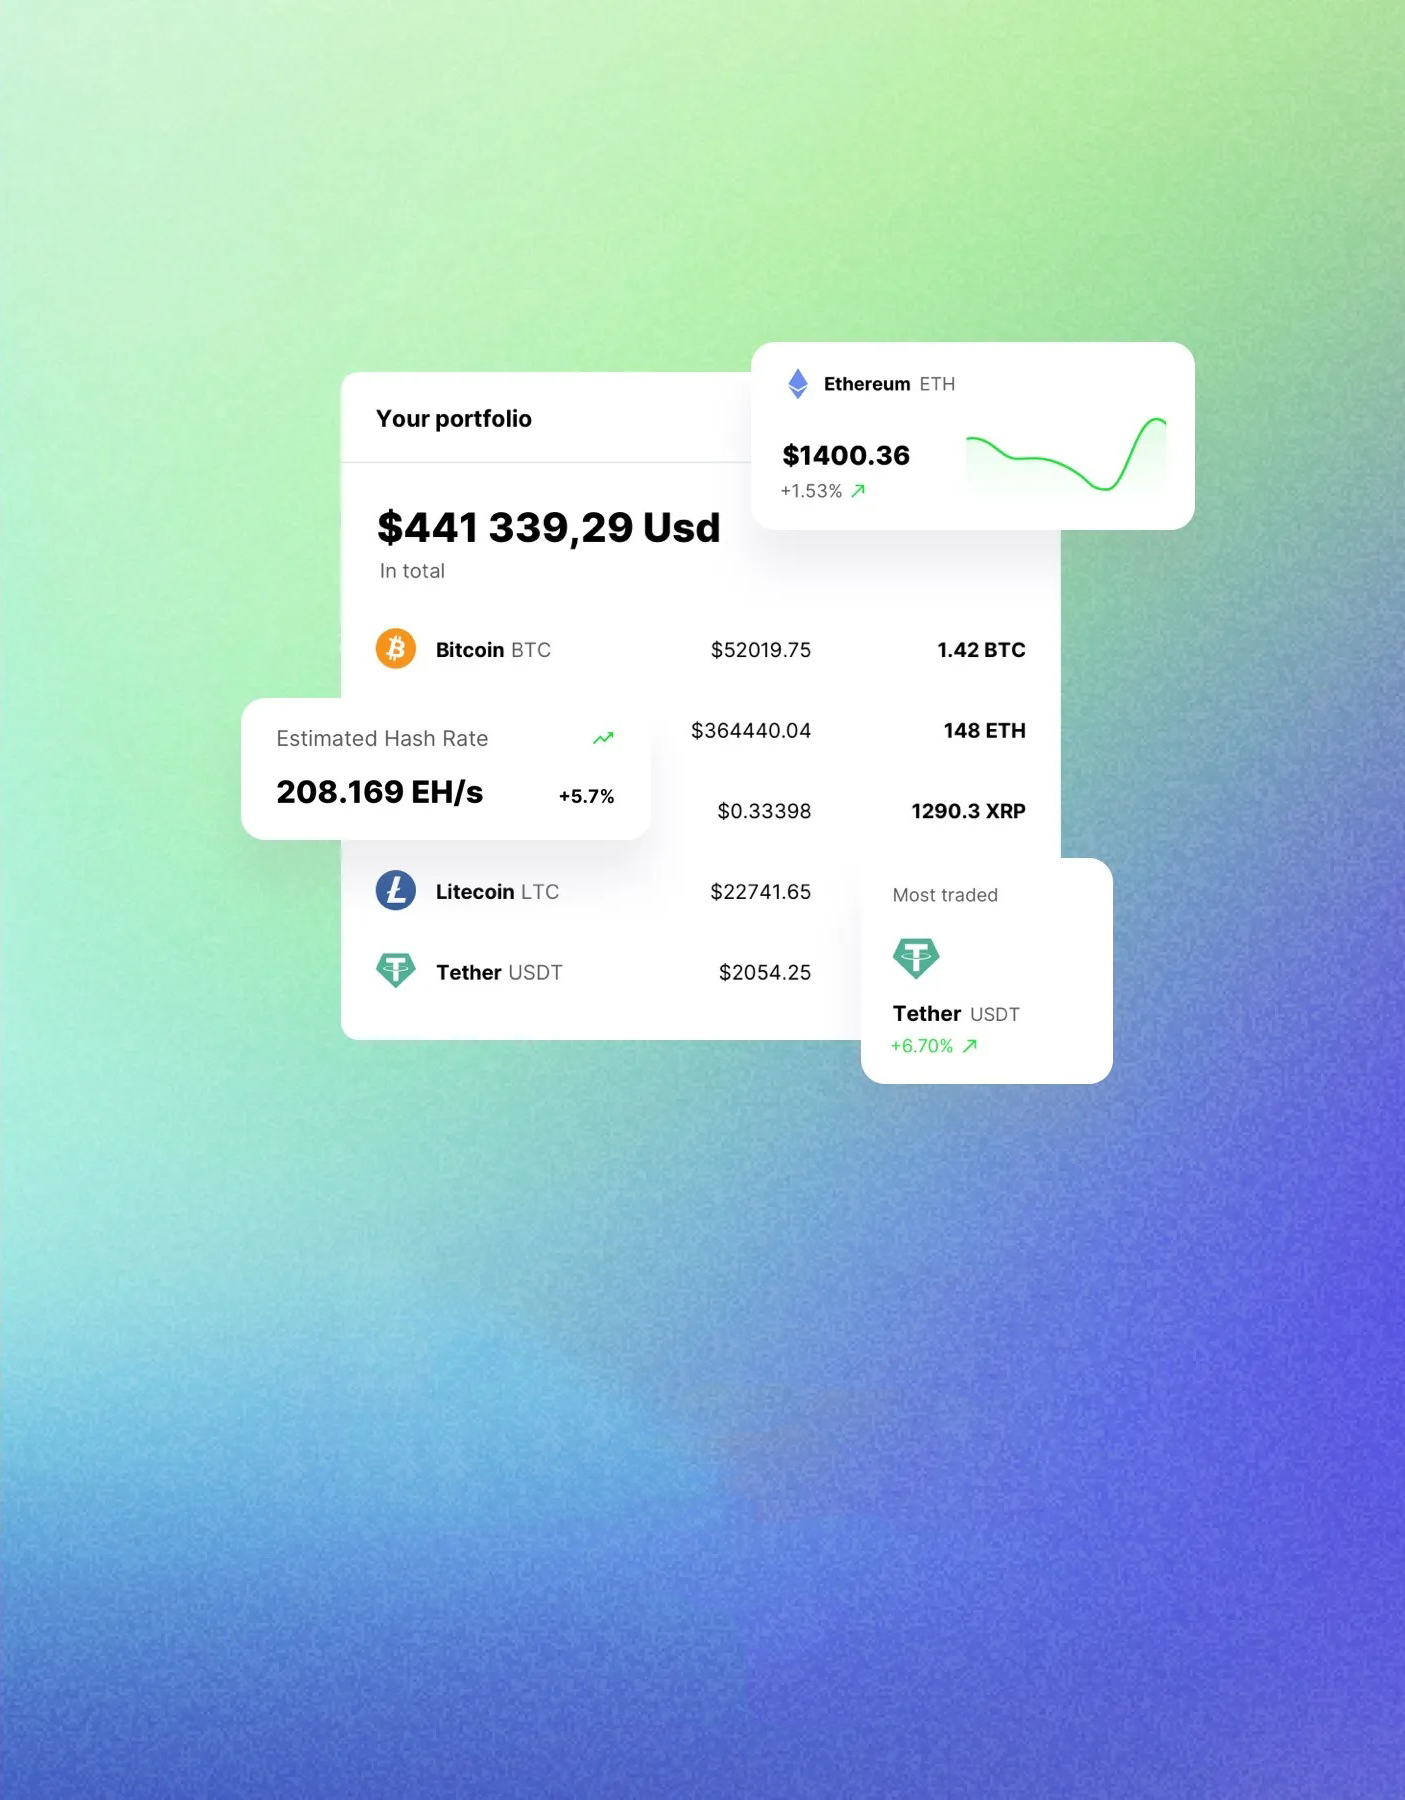 Your portfolio
Ethereum ETH
$1400.36
+1.53%
$441 339,29 Usd
In total
Bitcoin BTC $52019.75 1.42 BTC
$364440.04 148 ETH
Estimated Hash Rate
208.169 EH/s +5.7%
$0.33398 1290.3 XRP
Litecoin LTC $22741.65
Tether USDT $2054.25
Most traded
Tether USDT
+6.70%